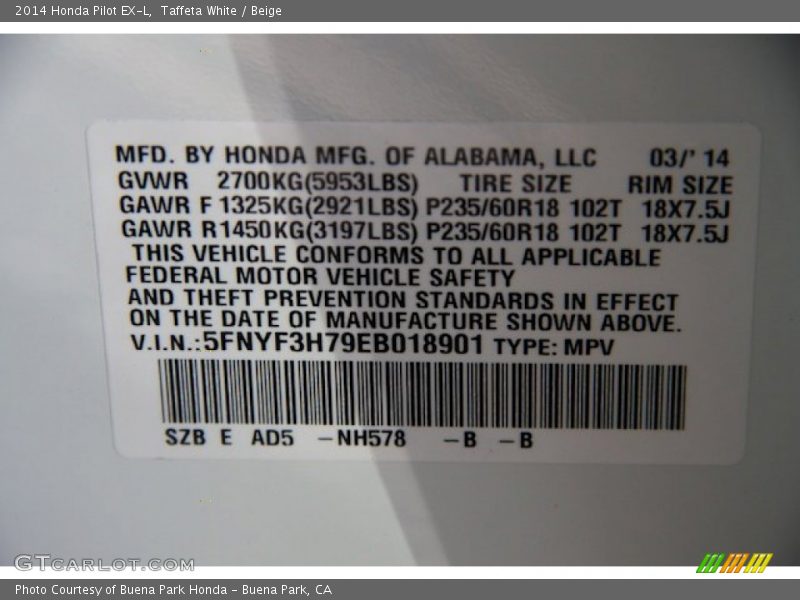 2014 Honda Pilot EX-L, Taffeta White / Beige
MFD. BY HONDA MFG. OF ALABAMA, LLC 03/' 14
GVWR 2700KG(5953LBS) TIRE SIZE RIM SIZE
GAWR F 1325KG(2921LBS) P235/60R18 102T 18X7.5J
GAWR R1450KG(3197LBS) P235/60R18 102T 18X7.5J
THIS VEHICLE CONFORMS TO ALL APPLICABLE
FEDERAL MOTOR VEHICLE SAFETY
AND THEFT PREVENTION STANDARDS IN EFFECT
ON THE DATE OF MANUFACTURE SHOWN ABOVE.
V.I.N.:5FNYF3H79EB018901 TYPE: MPV
SZB E AD5 -NH578 -B -B
GTCARLOT.COM
Photo Courtesy of Buena Park Honda - Buena Park, CA